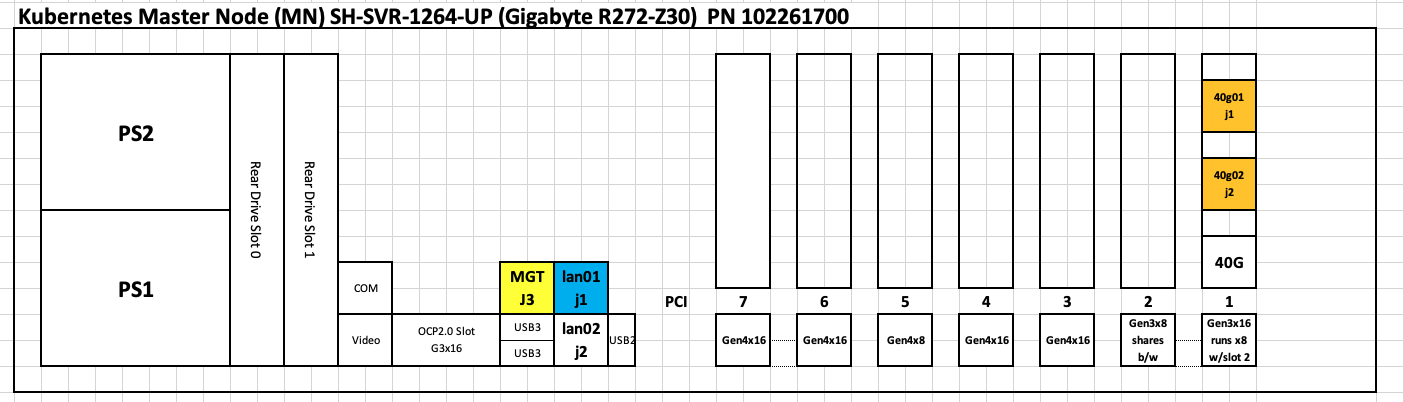 Kubernetes Master Node (MN) SH-SVR-1264-UP (Gigabyte R272-Z30)  PN 102261700
PS2
PS1
Rear Drive Slot 0
Rear Drive Slot 1
COM
Video
OCP2.0 Slot
G3x16
MGT
J3
lan01
j1
USB3
USB3
lan02
j2
USB2
PCI
7
6
5
4
3
2
1
40g01
j1
40g02
j2
40G
Gen4x16
Gen4x16
Gen4x8
Gen4x16
Gen4x16
Gen3x8
shares
b/w
Gen3x16
runs x8
w/slot 2